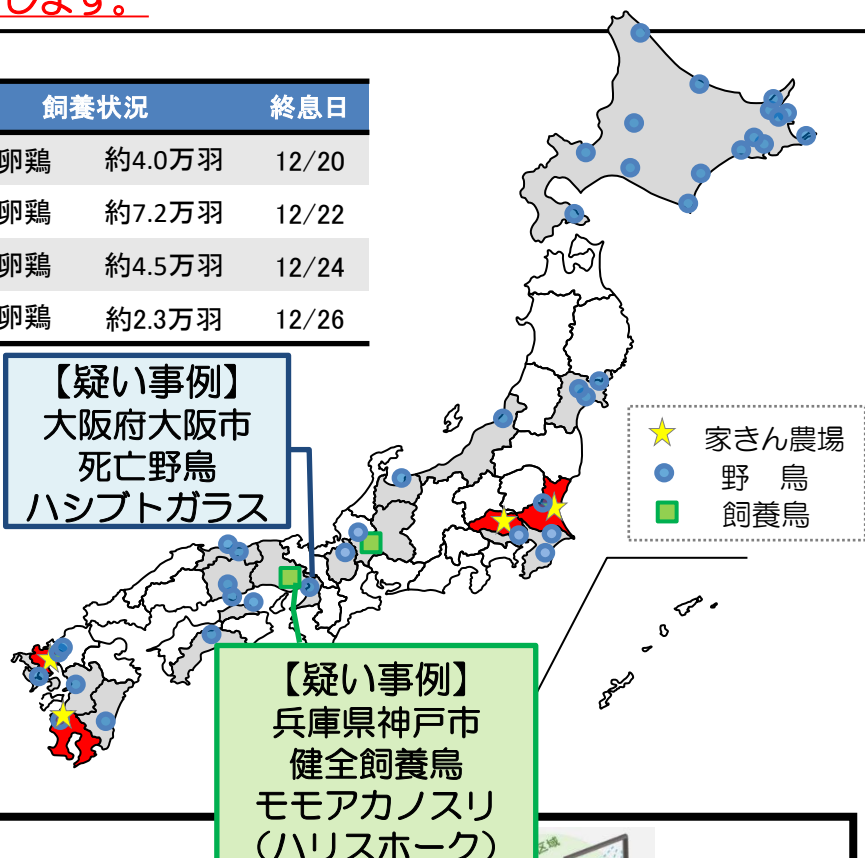 します。
飼養状況 終息日
卵鶏 約4.0万羽 12/20
卵鶏 約7.2万羽 12/22
卵鶏 約4.5万羽 12/24
卵鶏 約2.3万羽 12/26
【疑い事例】
大阪府大阪市
死亡野鳥
ハシブトガラス
家きん農場
野 鳥
飼養鳥
【疑い事例】
兵庫県神戸市
健全飼養鳥
モモアカノスリ
(ハリスホーク)
区域